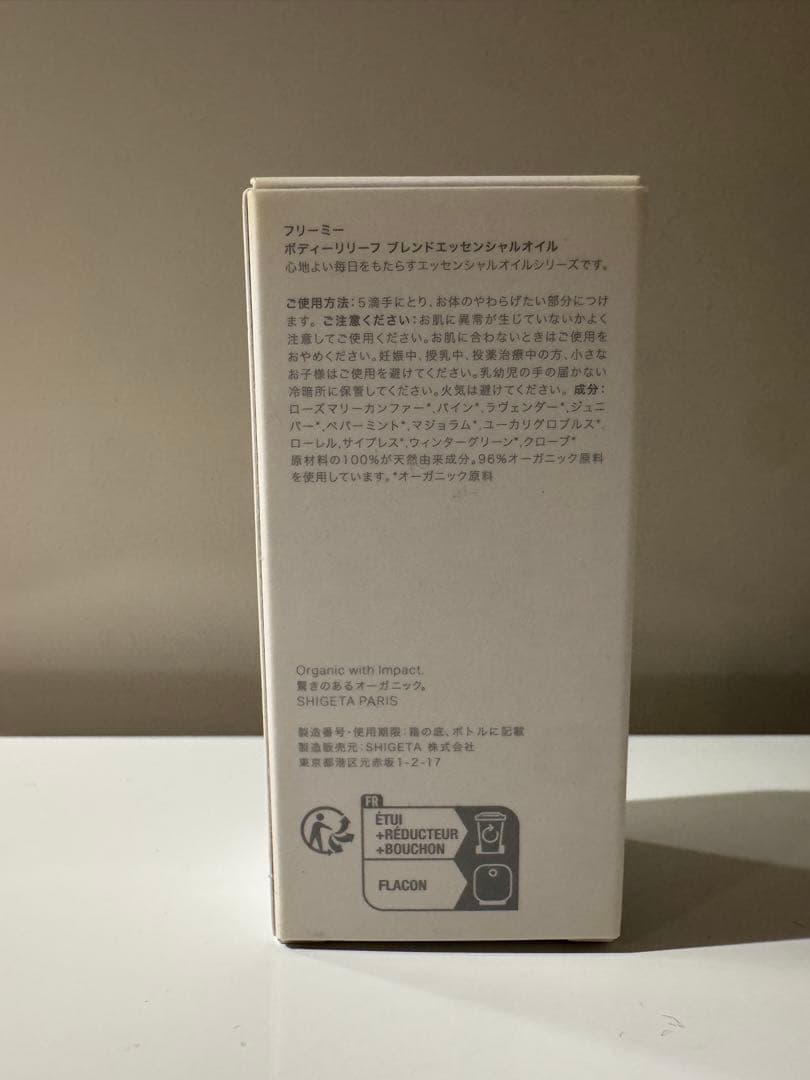 フリーミー
ボディーリリーフ ブレンドエッセンシャルオイル
心地よい毎日をもたらすエッセンシャルオイルシリーズです。
ご使用方法：5滴手にとり、お体のやわらげたい部分につけ
ます。ご注意ください：お肌に異常が生じていないかよく
注意してご使用ください。お肌に合わないときはご使用を
おやめください。妊娠中、授乳中、投薬治療中の方、小さな
お子様はご使用を避けてください。乳幼児の手の届かない
冷暗所に保管してください。火気は避けてください。成分：
ローズマリーカンファー*,パイン*,ラヴェンダー*,ジュニ
パー*,ペパーミント*,マジョラム*,ユーカリグロブルス*,
ローレル,サイプレス*,ウィンターグリーン*,クローブ*
原材料の100%が天然由来成分。96%オーガニック原料
を使用しています。*オーガニック原料
Organic with Impact.
驚きのあるオーガニック。
SHIGETA PARIS
製造番号・使用期限：箱の底、ボトルに記載
製造販売元：SHIGETA 株式会社
東京都港区元赤坂1-2-17
FR
ÉTUI
+RÉDUCTEUR
+BOUCHON
FLACON